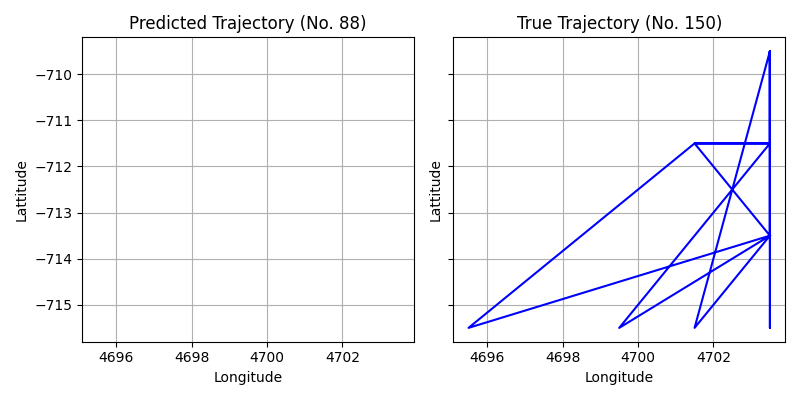 Predicted Trajectory (No. 88)
True Trajectory (No. 150)
−710
−711
−712
−713
−714
−715
Lattitude
Lattitude
4696 4698 4700 4702
4696 4698 4700 4702
Longitude
Longitude